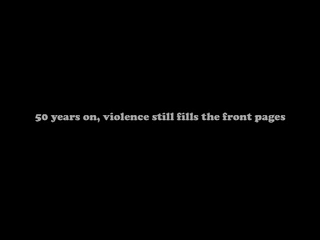 50 years on, violence still fills the front pages